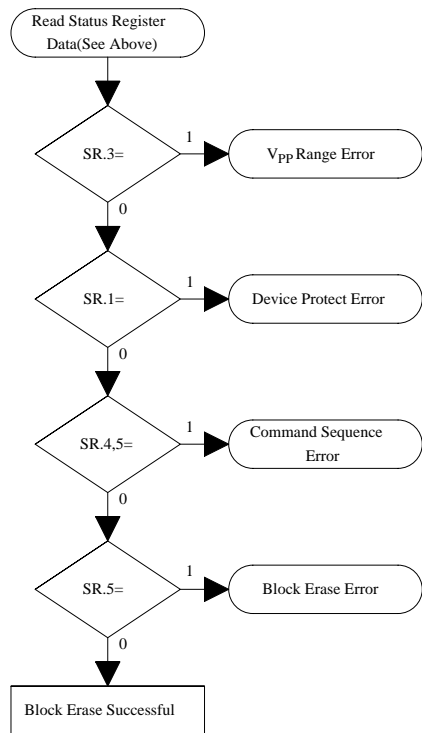 Read Status Register
Data(See Above)
SR.3=
1
VPP Range Error
0
SR.1=
1
Device Protect Error
0
SR.4,5=
1
Command Sequence
Error
0
SR.5=
1
Block Erase Error
0
Block Erase Successful